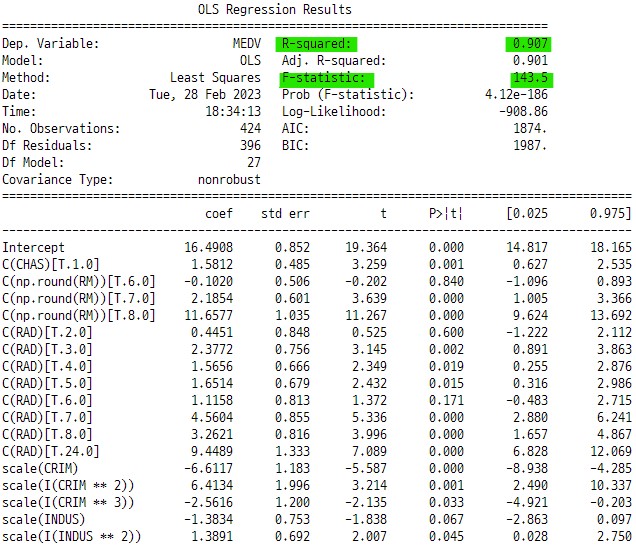 OLS Regression Results
==============================================================================
Dep. Variable: MEDV R-squared: 0.907
Model: OLS Adj. R-squared: 0.901
Method: Least Squares F-statistic: 143.5
Date: Tue, 28 Feb 2023 Prob (F-statistic): 4.12e-186
Time: 18:34:13 Log-Likelihood: -908.86
No. Observations: 424 AIC: 1874.
Df Residuals: 396 BIC: 1987.
Df Model: 27
Covariance Type: nonrobust
==============================================================================
coef std err t P>|t| [0.025 0.975]
------------------------------------------------------------------------------
Intercept 16.4908 0.852 19.364 0.000 14.817 18.165
C(CHAS)[T.1.0] 1.5812 0.485 3.259 0.001 0.627 2.535
C(np.round(RM))[T.6.0] -0.1020 0.506 -0.202 0.840 -1.096 0.893
C(np.round(RM))[T.7.0] 2.1854 0.601 3.639 0.000 1.005 3.366
C(np.round(RM))[T.8.0] 11.6577 1.035 11.267 0.000 9.624 13.692
C(RAD)[T.2.0] 0.4451 0.848 0.525 0.600 -1.222 2.112
C(RAD)[T.3.0] 2.3772 0.756 3.145 0.002 0.891 3.863
C(RAD)[T.4.0] 1.5656 0.666 2.349 0.019 0.255 2.876
C(RAD)[T.5.0] 1.6514 0.679 2.432 0.015 0.316 2.986
C(RAD)[T.6.0] 1.1158 0.813 1.372 0.171 -0.483 2.715
C(RAD)[T.7.0] 4.5604 0.855 5.336 0.000 2.880 6.241
C(RAD)[T.8.0] 3.2621 0.816 3.996 0.000 1.657 4.867
C(RAD)[T.24.0] 9.4489 1.333 7.089 0.000 6.828 12.069
scale(CRIM) -6.6117 1.183 -5.587 0.000 -8.938 -4.285
scale(I(CRIM ** 2)) 6.4134 1.996 3.214 0.001 2.490 10.337
scale(I(CRIM ** 3)) -2.5616 1.200 -2.135 0.033 -4.921 -0.203
scale(INDUS) -1.3834 0.753 -1.838 0.067 -2.863 0.097
scale(I(INDUS ** 2)) 1.3891 0.692 2.007 0.045 0.028 2.750